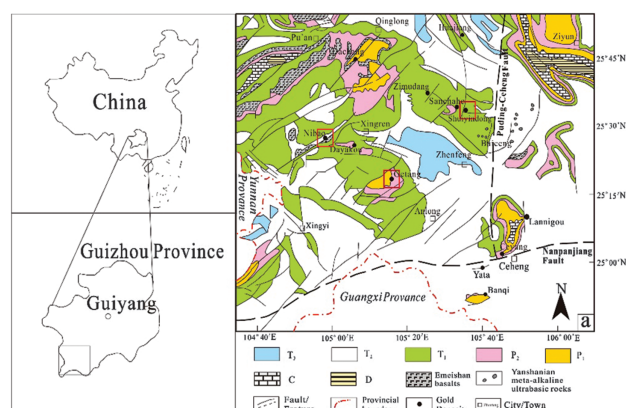 China
Guizhou Province
Guiyang
Qinglong
Pu'an
Ziyun
Zimudang
Sanchahe
Xingren
Nibao
Dayakou
Zhenfeng
Puding-Ceheng Fault
Getang
Anlong
Xingyi
Lannigou
Yunnan Provance
Nanpanjiang
Fault
Ceheng
Yata
Banqi
Guangxi Provance
N
a
25°45'
25°30'
25°15'
25°00'
104°40'E
105°00'
105°20'
105°40'
106°00'
T3
T2
T1
P2
P1
C
D
Emeishan
basalts
Yanshanian
meta-alkaline
ultrabasic rocks
Fault/
Provincial
Gold
City/Town